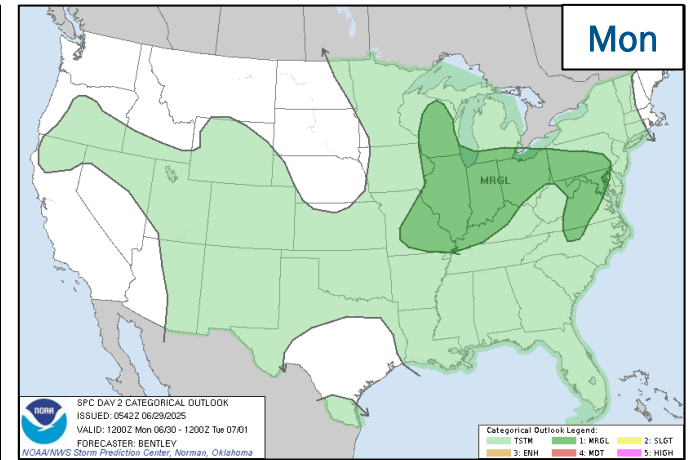 Mon
MRGL
NOAA
SPC DAY 2 CATEGORICAL OUTLOOK
ISSUED: 0542Z 06/29/2025
VALID: 1200Z Mon 06/30 - 1200Z Tue 07/01
FORECASTER: BENTLEY
NOAA/NWS Storm Prediction Center, Norman, Oklahoma
Categorical Outlook Legend:
TSTM 1: MRGL 2: SLGT
3: ENH 4: MDT 5: HIGH